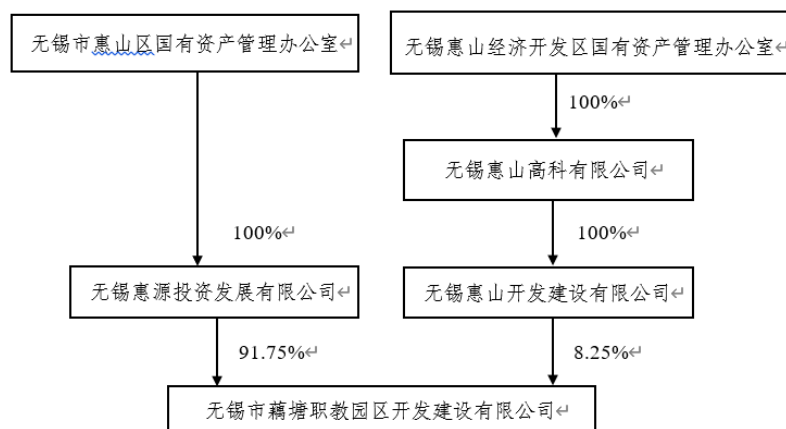 无锡市惠山区国有资产管理办公室↵
无锡惠山经济开发区国有资产管理办公室↵
100%↵
无锡惠山高科有限公司↵
100%↵
100%↵
无锡惠源投资发展有限公司↵
无锡惠山开发建设有限公司↵
91.75%↵
8.25%↵
无锡市藕塘职教园区开发建设有限公司↵